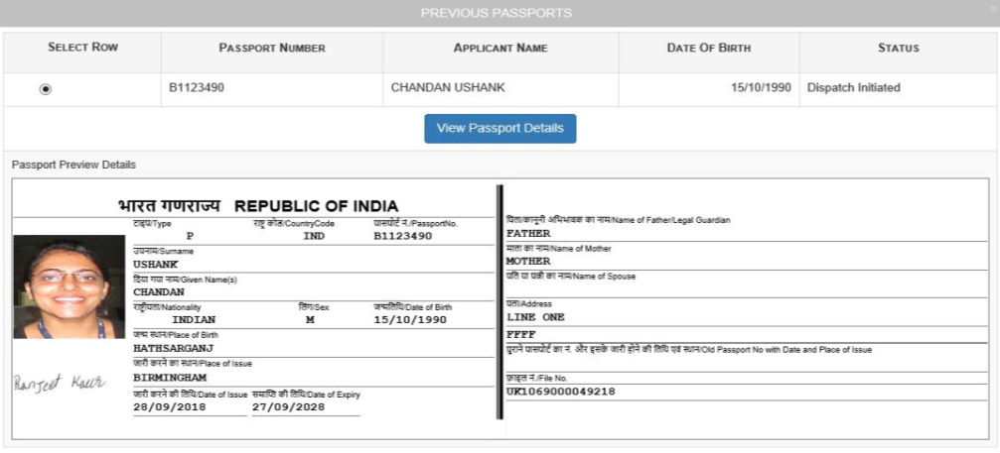 PREVIOUS PASSPORTS
SELECT ROW PASSPORT NUMBER APPLICANT NAME DATE OF BIRTH STATUS
B1123490 CHANDAN USHANK 15/10/1990 Dispatch Initiated
View Passport Details
Passport Preview Details
भारत गणराज्य REPUBLIC OF INDIA
टाइप/Type राष्ट्र कोड/CountryCode पासपोर्ट नं./PassportNo.
P IND B1123490
उपनाम/Surname
USHANK
दिया गया नाम/Given Name(s)
CHANDAN
राष्ट्रीयता/Nationality लिंग/Sex जन्मतिथि/Date of Birth
INDIAN M 15/10/1990
जन्म स्थान/Place of Birth
HATHSARGANJ
जारी करने का स्थान/Place of Issue
BIRMINGHAM
जारी करने की तिथि/Date of Issue समाप्ति की तिथि/Date of Expiry
28/09/2018 27/09/2028
Ranjeet Kaur
पिता/कानूनी अभिभावक का नाम/Name of Father/Legal Guardian
FATHER
माता का नाम/Name of Mother
MOTHER
पति या पत्नी का नाम/Name of Spouse
पता/Address
LINE ONE
FFFF
पुराने पासपोर्ट का नं. और इसके जारी होने की तिथि एवं स्थान/Old Passport No with Date and Place of Issue
फ़ाइल नं./File No.
UK1069000049218